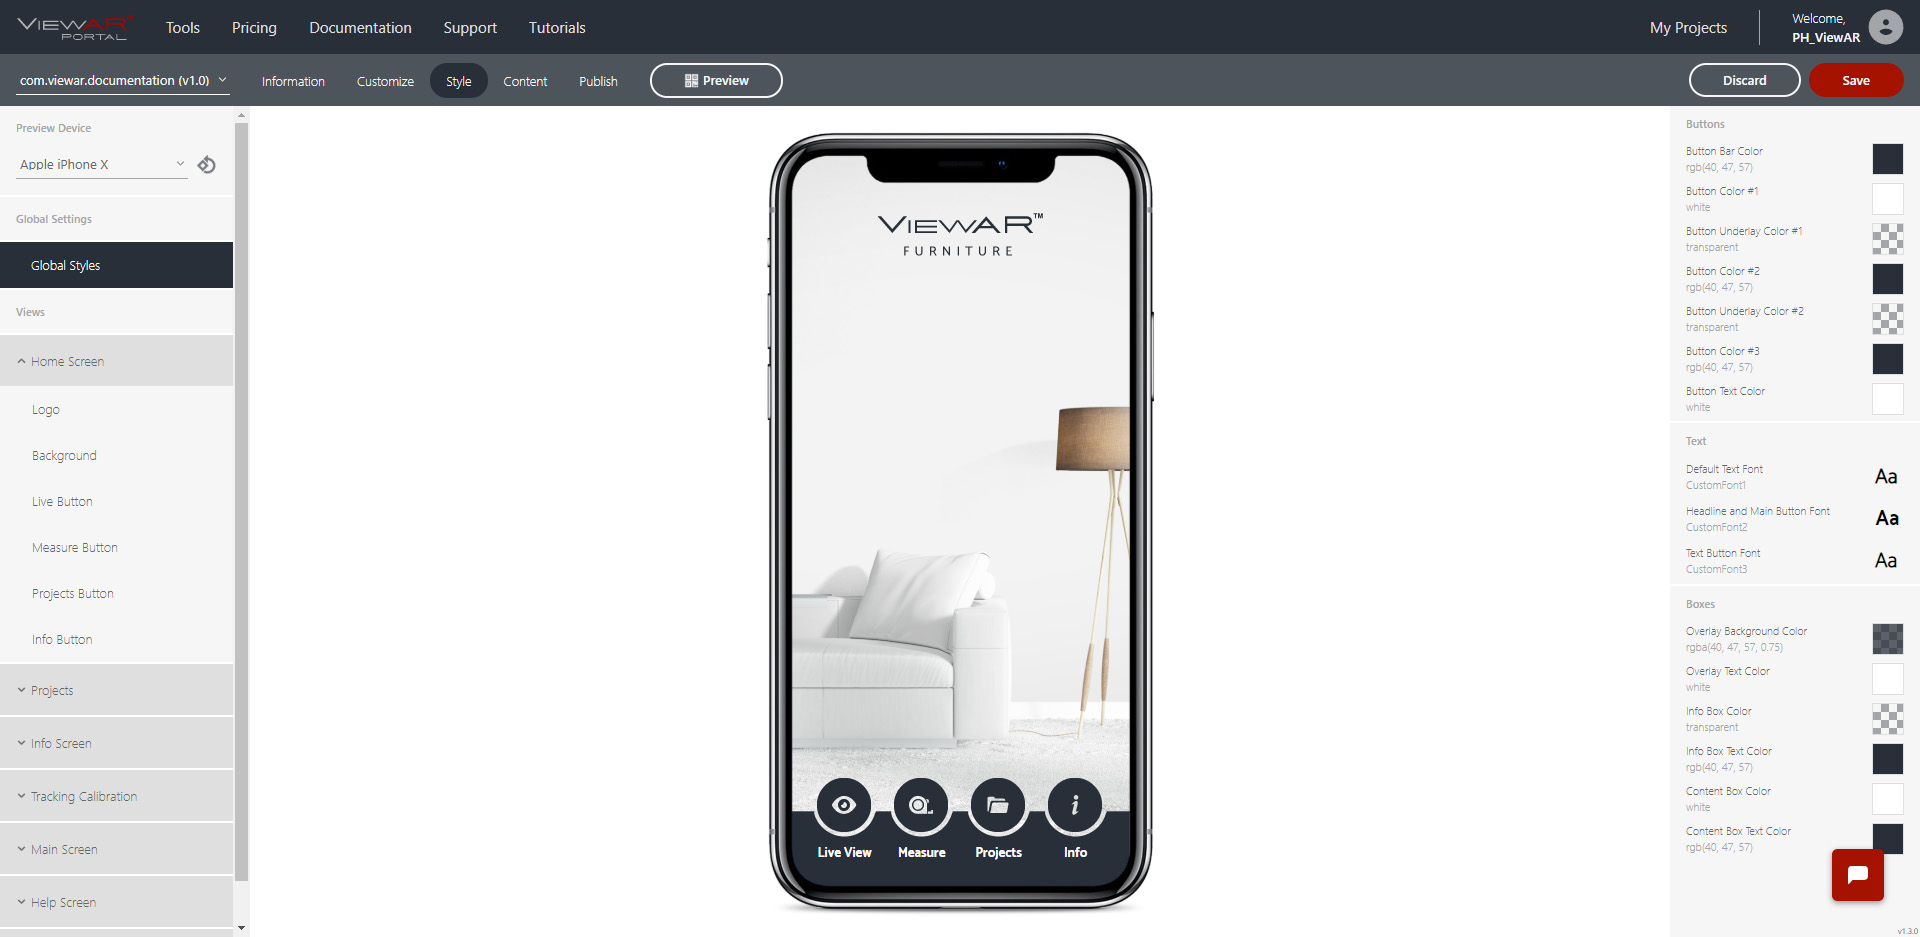 VIEWAR™
PORTAL
Tools
Pricing
Documentation
Support
Tutorials
My Projects
Welcome,
PH_ViewAR
com.viewar.documentation (v1.0)
Information
Customize
Style
Content
Publish
Preview
Discard
Save
Preview Device
Apple iPhone X
Global Settings
Global Styles
Views
Home Screen
Logo
Background
Live Button
Measure Button
Projects Button
Info Button
Projects
Info Screen
Tracking Calibration
Main Screen
Help Screen
VIEWAR™
FURNITURE
Live View
Measure
Projects
Info
Buttons
Button Bar Color
rgb(40, 47, 57)
Button Color #1
white
Button Underlay Color #1
transparent
Button Color #2
rgb(40, 47, 57)
Button Underlay Color #2
transparent
Button Color #3
rgb(40, 47, 57)
Button Text Color
white
Text
Default Text Font
CustomFont1
Aa
Headline and Main Button Font
CustomFont2
Aa
Text Button Font
CustomFont3
Aa
Boxes
Overlay Background Color
rgba(40, 47, 57, 0.75)
Overlay Text Color
white
Info Box Color
transparent
Info Box Text Color
rgb(40, 47, 57)
Content Box Color
white
Content Box Text Color
rgb(40, 47, 57)
v1.3.0